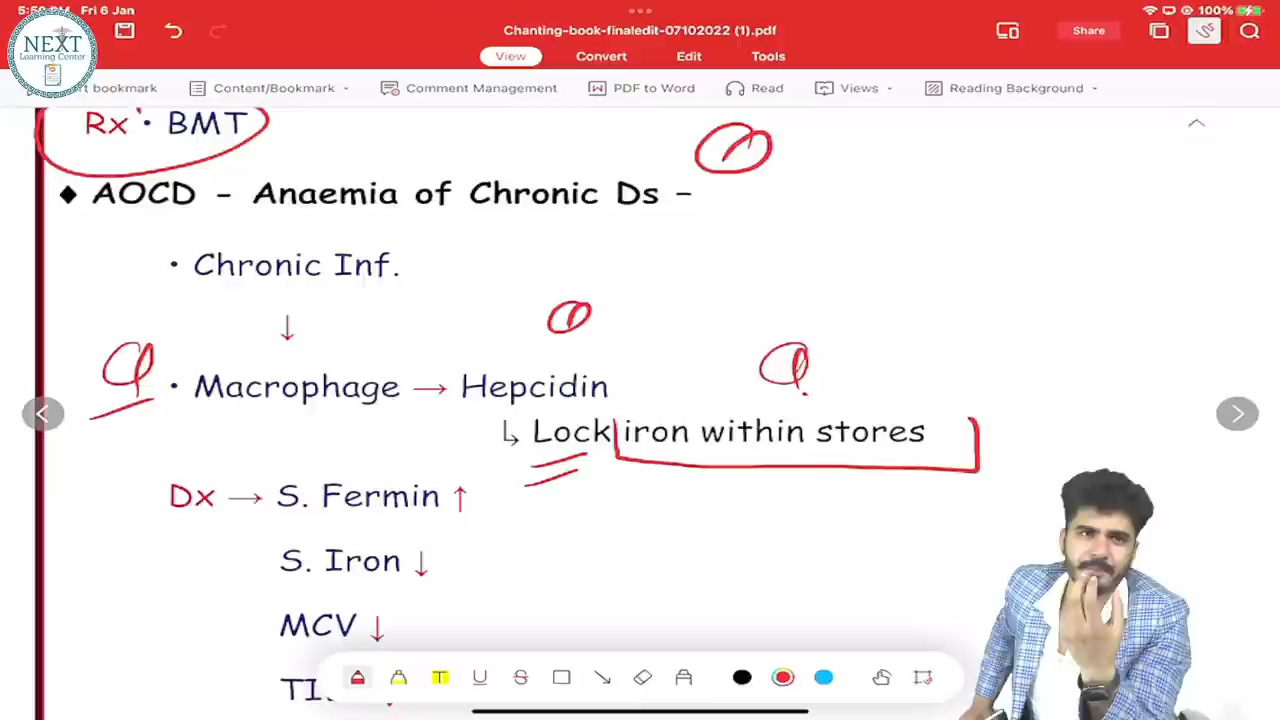 5:59 PM Fri 6 Jan
100%
NEXT
Learning Center
Chanting-book-finaledit-07102022 (1).pdf
Share
View Convert Edit Tools
bookmark Content/Bookmark Comment Management PDF to Word Read Views Reading Background
Rx · BMT
◆ AOCD - Anaemia of Chronic Ds -
· Chronic Inf.
↓
· Macrophage → Hepcidin
↳ Lock iron within stores
Dx → S. Fermin ↑
S. Iron ↓
MCV ↓